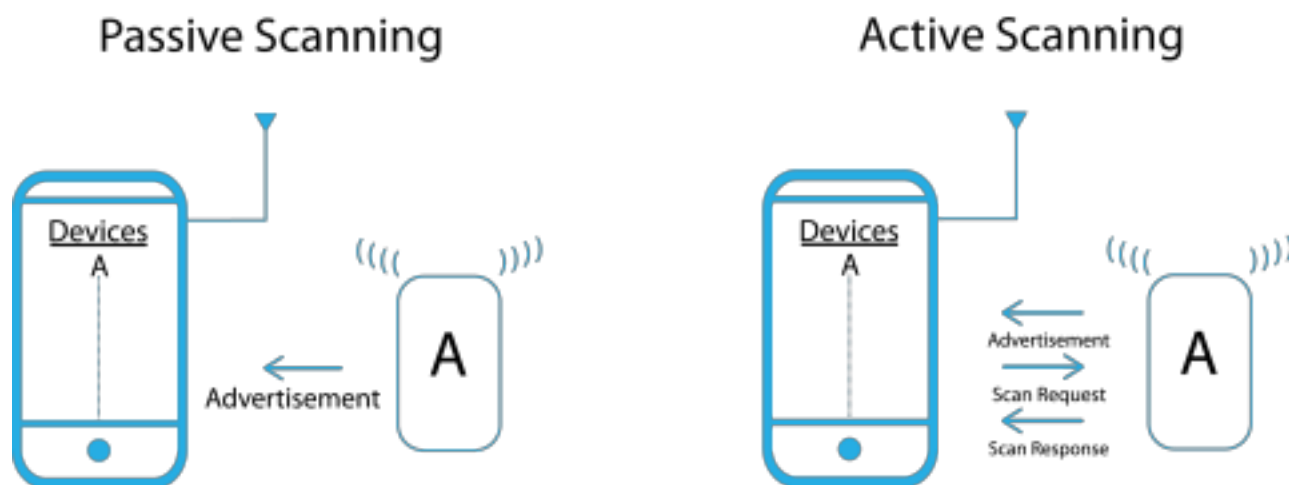 Passive Scanning
Devices
A
A
Advertisement
Active Scanning
Devices
A
A
Advertisement
Scan Request
Scan Response